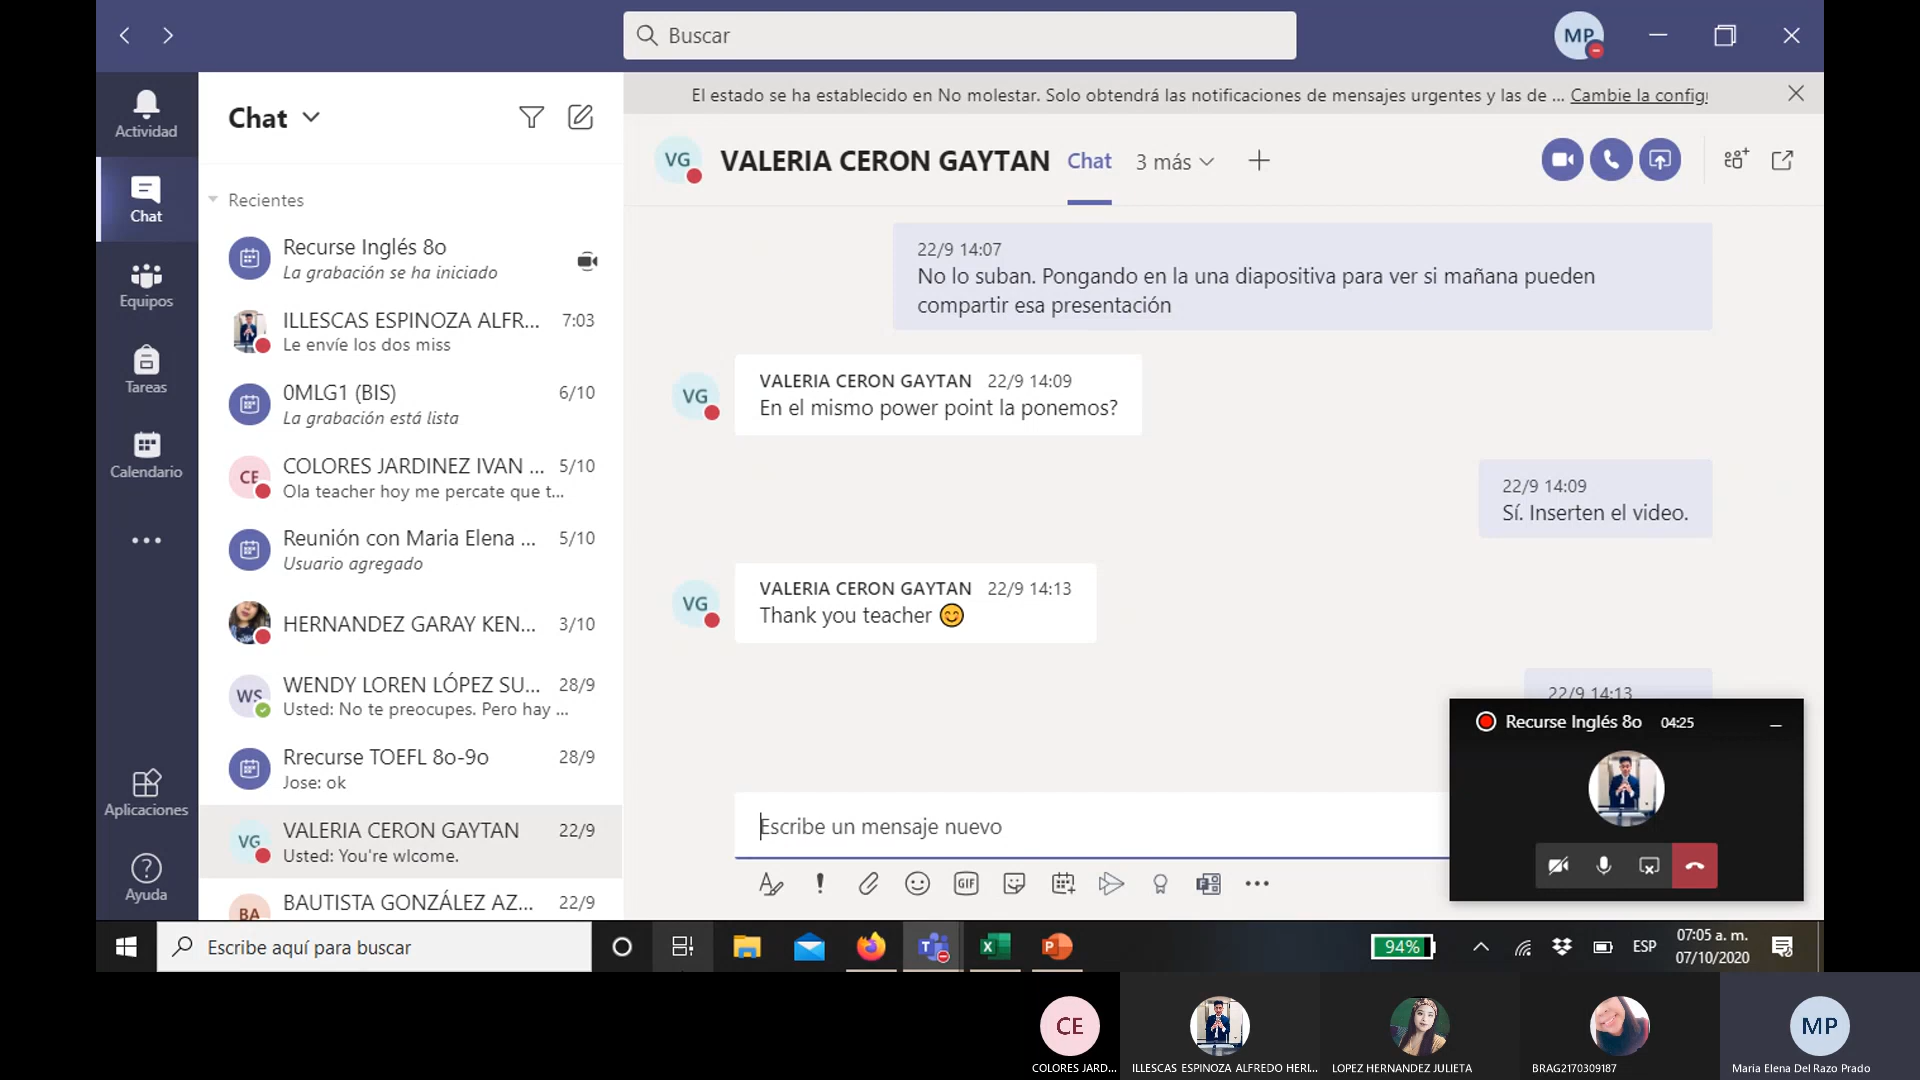 Buscar
MP
Actividad
Chat
Equipos
Tareas
Calendario
Aplicaciones
Ayuda
Chat
Recientes
Recurse Inglés 8o
La grabación se ha iniciado
ILLESCAS ESPINOZA ALFR... 7:03
Le envíe los dos miss
0MLG1 (BIS) 6/10
La grabación está lista
CE
COLORES JARDINEZ IVAN ... 5/10
Ola teacher hoy me percate que t...
Reunión con Maria Elena ... 5/10
Usuario agregado
HERNANDEZ GARAY KEN... 3/10
WS
WENDY LOREN LÓPEZ SU... 28/9
Usted: No te preocupes. Pero hay ...
Rrecurse TOEFL 8o-9o 28/9
Jose: ok
VG
VALERIA CERON GAYTAN 22/9
Usted: You're wlcome.
BA
BAUTISTA GONZÁLEZ AZ... 22/9
El estado se ha establecido en No molestar. Solo obtendrá las notificaciones de mensajes urgentes y las de ... Cambie la config
VG VALERIA CERON GAYTAN Chat 3 más
22/9 14:07
No lo suban. Pongando en la una diapositiva para ver si mañana pueden
compartir esa presentación
VG
VALERIA CERON GAYTAN 22/9 14:09
En el mismo power point la ponemos?
22/9 14:09
Sí. Inserten el video.
VG
VALERIA CERON GAYTAN 22/9 14:13
Thank you teacher 😊
22/9 14:13
Escribe un mensaje nuevo
GIF
Recurse Inglés 8o 04:25
Escribe aquí para buscar
94%
ESP
07:05 a. m.
07/10/2020
CE
MP
COLORES JARD...
ILLESCAS ESPINOZA ALFREDO HERI...
LOPEZ HERNANDEZ JULIETA
BRAG2170309187
Maria Elena Del Razo Prado